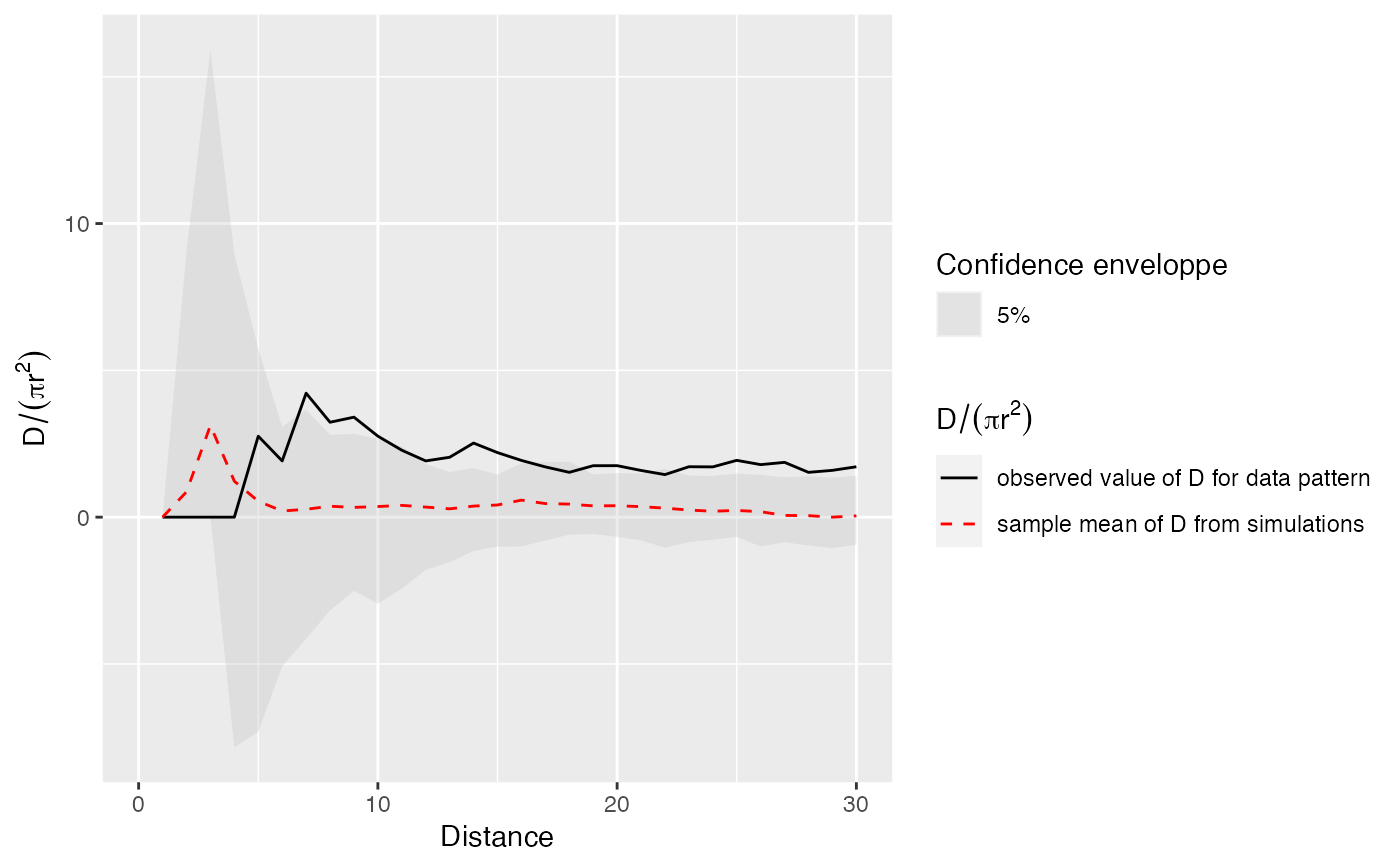 10
0
D/(πr²)
0
10
20
30
Distance
Confidence enveloppe
5%
D/(πr²)
observed value of D for data pattern
sample mean of D from simulations